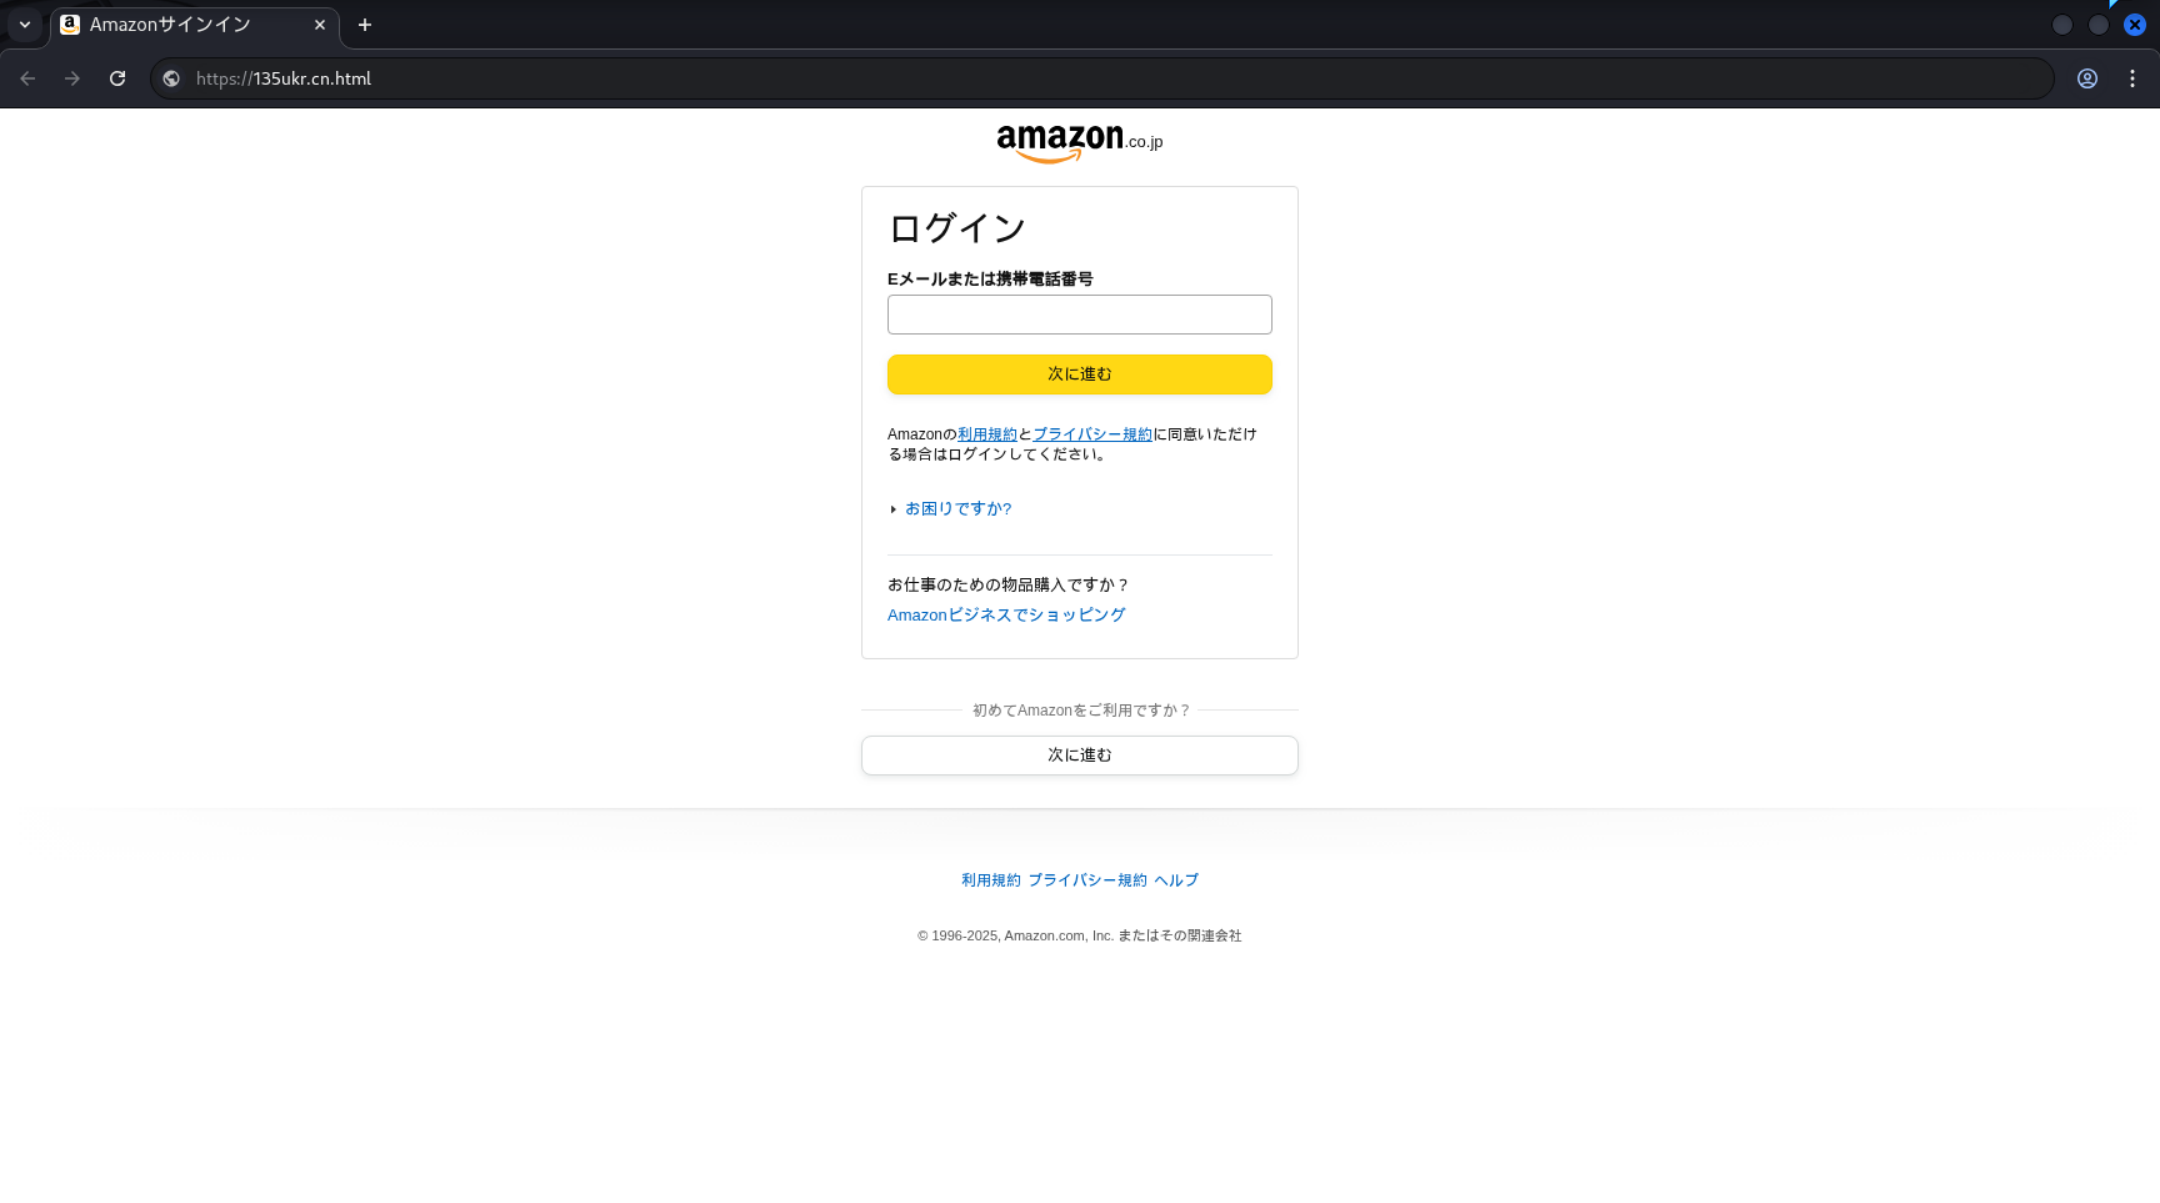 Amazonサインイン
https://135ukr.cn.html
amazon.co.jp
ログイン
Eメールまたは携帯電話番号
次に進む
Amazonの利用規約とプライバシー規約に同意いただけ
る場合はログインしてください。
お困りですか?
お仕事のための物品購入ですか？
Amazonビジネスでショッピング
初めてAmazonをご利用ですか？
次に進む
利用規約 プライバシー規約 ヘルプ
© 1996-2025, Amazon.com, Inc. またはその関連会社